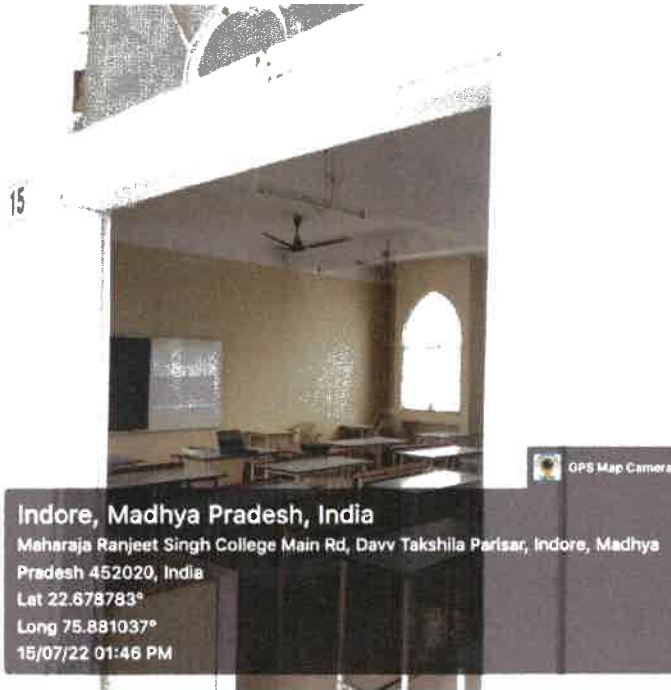 15
GPS Map Camera
Indore, Madhya Pradesh, India
Maharaja Ranjeet Singh College Main Rd, Davv Takshila Parisar, Indore, Madhya
Pradesh 452020, India
Lat 22.678783°
Long 75.881037°
15/07/22 01:46 PM